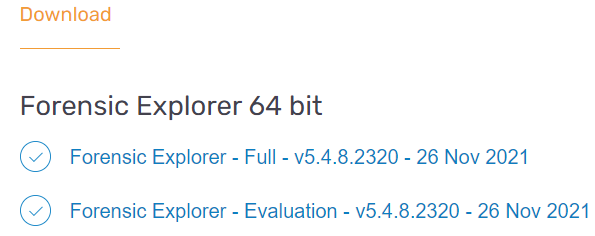 Download
Forensic Explorer 64 bit
Forensic Explorer - Full - v5.4.8.2320 - 26 Nov 2021
Forensic Explorer - Evaluation - v5.4.8.2320 - 26 Nov 2021